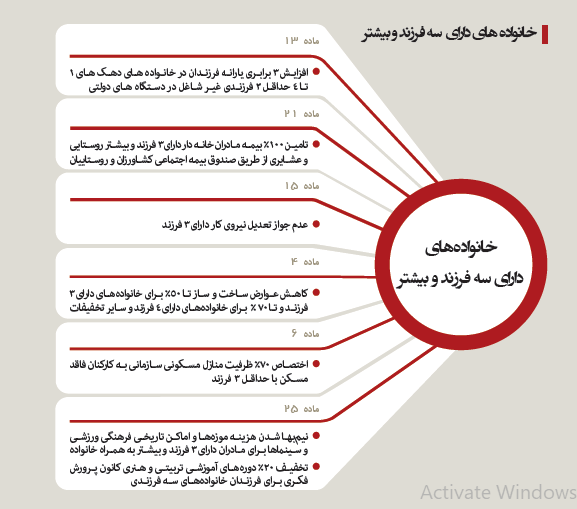 خانواده های دارای سه فرزند و بیشتر
ماده ۱۳
افزایش ۳ برابری یارانه فرزندان در خانواده های دهک های ۱
تا ٤ حداقل ۳ فرزندی غیر شاغل در دستگاه های دولتی
ماده ۲۱
تامین ۱۰۰٪ بیمه مادران خانه دار دارای ۳ فرزند و بیشتر روستایی
و عشایری از طریق صندوق بیمه اجتماعی کشاورزان و روستاییان
ماده ۱۵
عدم جواز تعدیل نیروی کار دارای ۳ فرزند
خانواده‌های
دارای سه فرزند و بیشتر
ماده ۴
کاهش عوارض ساخت و ساز تا ۵۰٪ برای خانواده‌های دارای ۳
فرزند و تا ۷۰ ٪ برای خانواده‌های دارای ٤ فرزند و سایر تخفیفات
ماده ۶
اختصاص ۷۰٪ ظرفیت منازل مسکونی سازمانی به کارکنان فاقد
مسکن با حداقل ۳ فرزند
ماده ۲۵
نیم‌بها شدن هزینه موزه‌ها و اماکن تاریخی فرهنگی ورزشی
و سینماها برای مادران دارای ۳ فرزند و بیشتر به همراه خانواده
تخفیف ۲۰٪ دوره‌های آموزشی تربیتی و هنری کانون پرورش
فکری برای فرزندان خانواده‌های سه فرزندی
Activate Windows